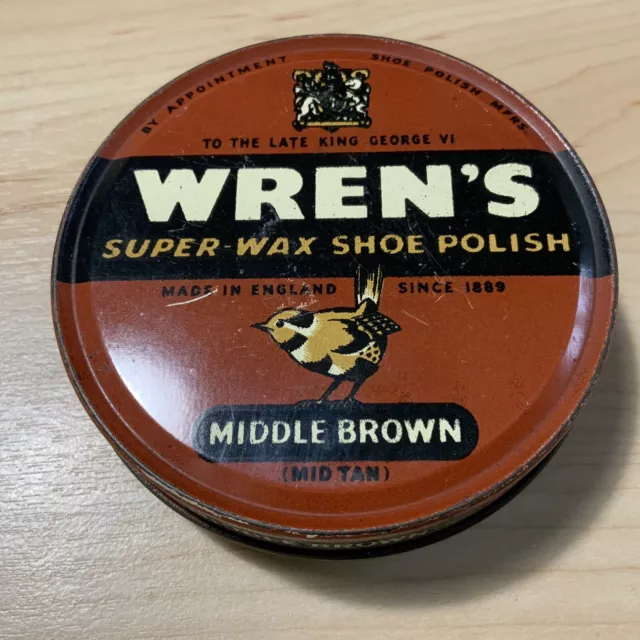 BY APPOINTMENT SHOE POLISH MFRS.
TO THE LATE KING GEORGE VI
WREN'S
SUPER-WAX SHOE POLISH
MADE IN ENGLAND SINCE 1889
MIDDLE BROWN
(MID TAN)